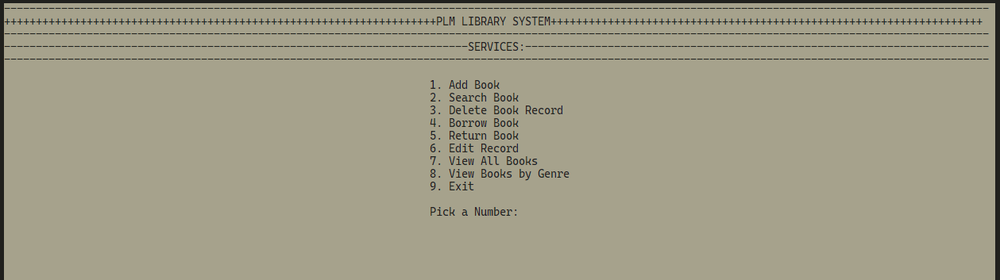 PLM LIBRARY SYSTEM
SERVICES:
1. Add Book
2. Search Book
3. Delete Book Record
4. Borrow Book
5. Return Book
6. Edit Record
7. View All Books
8. View Books by Genre
9. Exit
Pick a Number: